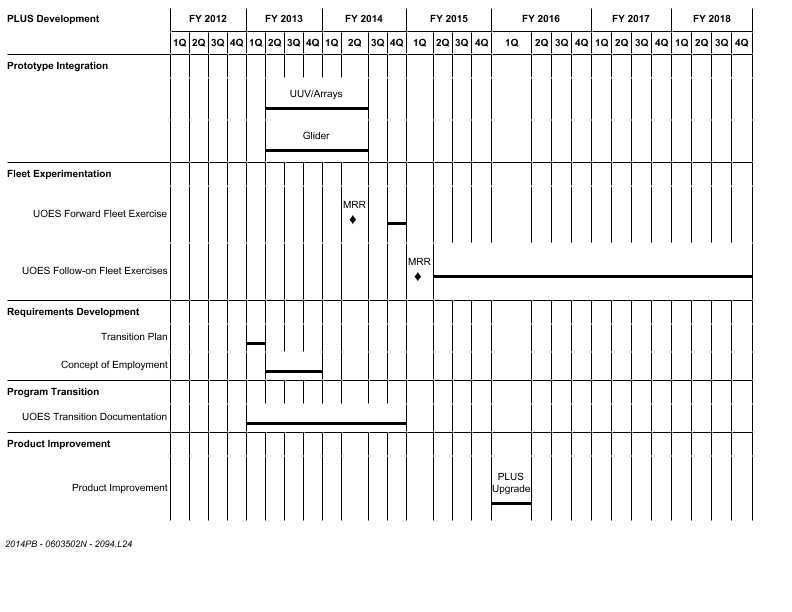 PLUS Development FY 2012 FY 2013 FY 2014 FY 2015 FY 2016 FY 2017 FY 2018
1Q 2Q 3Q 4Q 1Q 2Q 3Q 4Q 1Q 2Q 3Q 4Q 1Q 2Q 3Q 4Q 1Q 2Q 3Q 4Q 1Q 2Q 3Q 4Q 1Q 2Q 3Q 4Q
Prototype Integration
UUV/Arrays
Glider
Fleet Experimentation
MRR
UOES Forward Fleet Exercise
MRR
UOES Follow-on Fleet Exercises
Requirements Development
Transition Plan
Concept of Employment
Program Transition
UOES Transition Documentation
Product Improvement
PLUS
Upgrade
Product Improvement
2014PB - 0603502N - 2094.L24